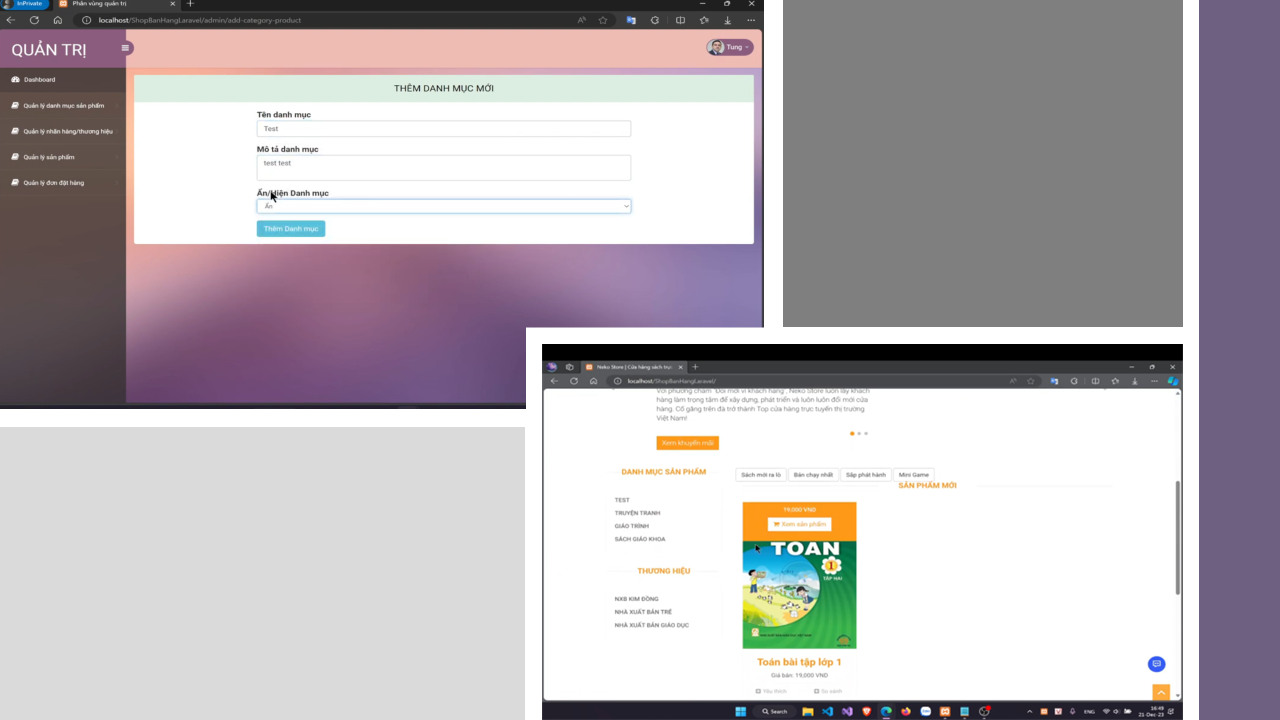 InPrivate
Phân vùng quản trị
localhost/ShopBanHangLaravel/admin/add-category-product
QUẢN TRỊ
Tung
Dashboard
Quản lý danh mục sản phẩm
Quản lý nhãn hàng/thương hiệu
Quản lý sản phẩm
Quản lý đơn đặt hàng
THÊM DANH MỤC MỚI
Tên danh mục
Test
Mô tả danh mục
test test
Ẩn/Hiện Danh mục
Ẩn
Thêm Danh mục
Neko Store | Cửa hàng sách trực
localhost/ShopBanHangLaravel/
Với phương châm "Đổi mới vì khách hàng", Neko Store luôn lấy khách
hàng làm trọng tâm để xây dựng, phát triển và luôn luôn đổi mới cửa
hàng. Cố gắng trên đà trở thành Top cửa hàng trực tuyến thị trường
Việt Nam!
Xem khuyến mãi
DANH MỤC SẢN PHẨM
TEST
TRUYỆN TRANH
GIÁO TRÌNH
SÁCH GIÁO KHOA
THƯƠNG HIỆU
NXB KIM ĐỒNG
NHÀ XUẤT BẢN TRẺ
NHÀ XUẤT BẢN GIÁO DỤC
Sách mới ra lò
Bán chạy nhất
Sắp phát hành
Mini Game
SẢN PHẨM MỚI
19,000 VND
Xem sản phẩm
TOAN
1
TẬP HAI
Toán bài tập lớp 1
Giá bán: 19,000 VND
Yêu thích
So sánh
Search
ENG
16:48
21-Dec-23